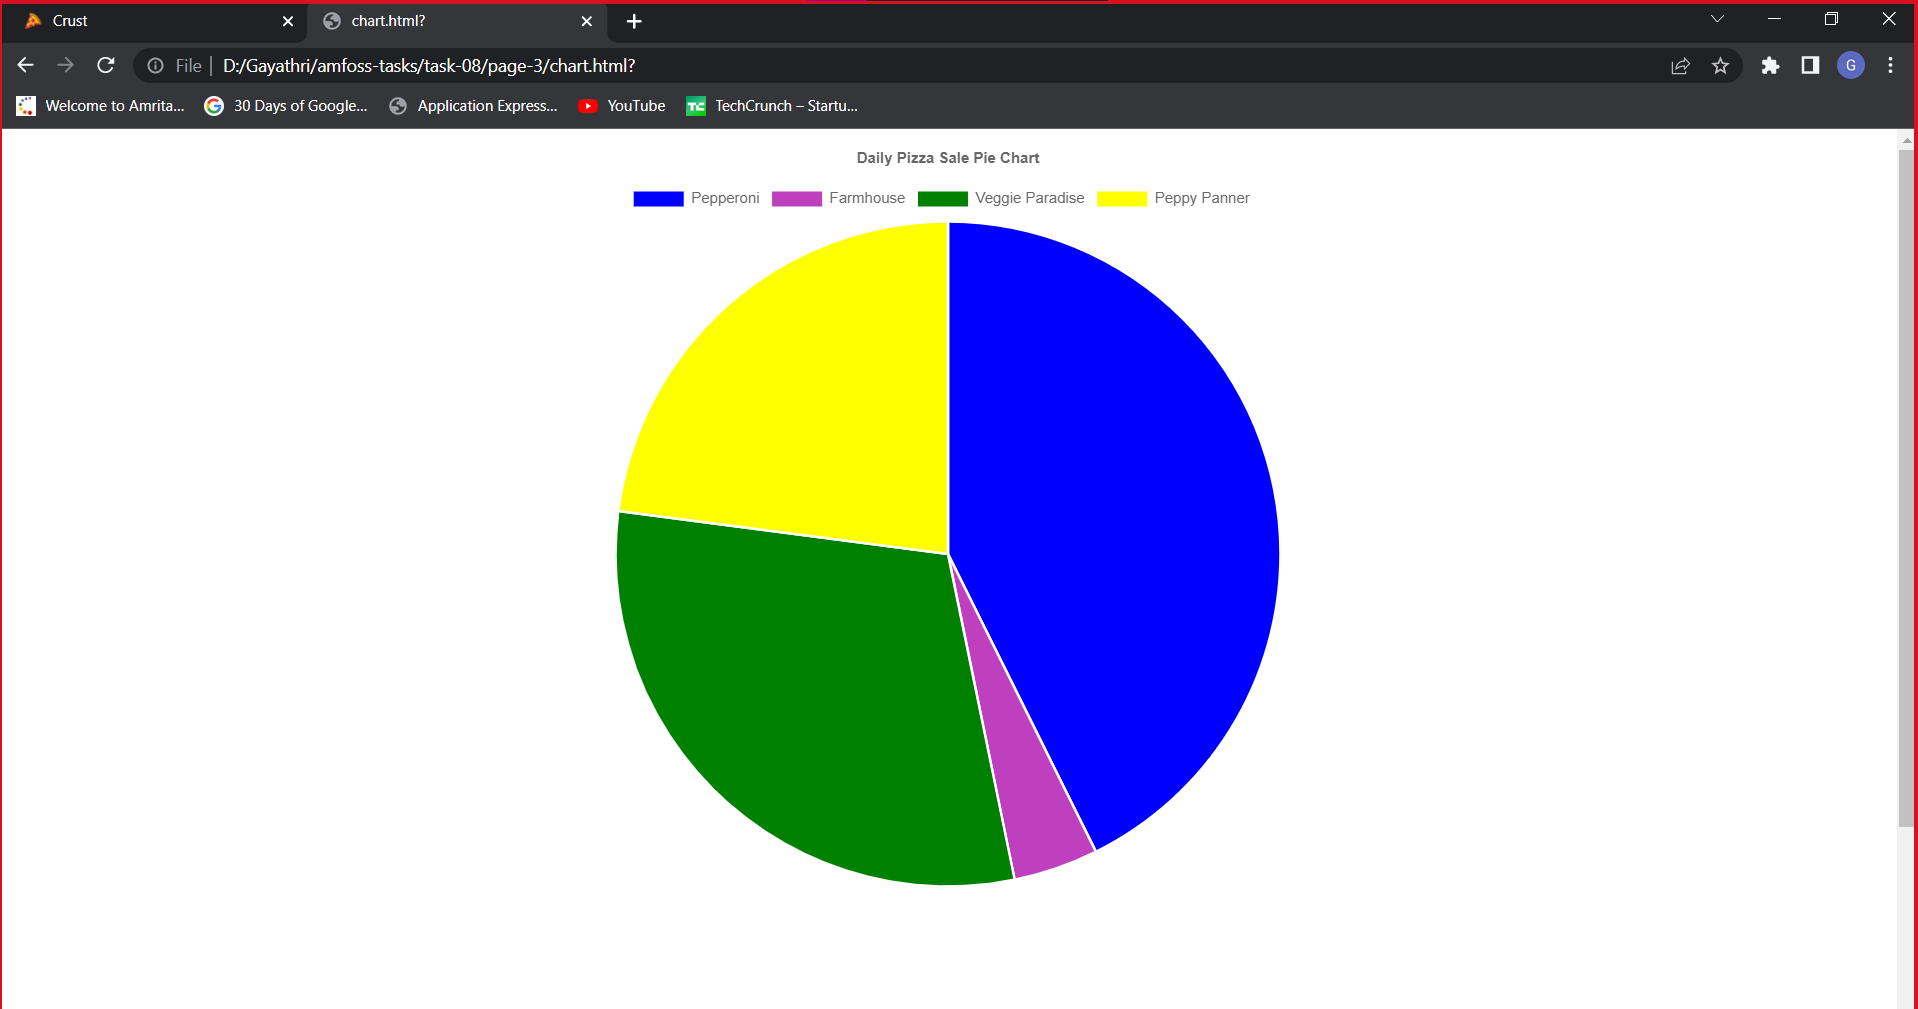 Crust
chart.html?
File D:/Gayathri/amfoss-tasks/task-08/page-3/chart.html?
G
Welcome to Amrita...
30 Days of Google...
Application Express...
YouTube
TC TechCrunch – Startu...
Daily Pizza Sale Pie Chart
Pepperoni Farmhouse Veggie Paradise Peppy Panner